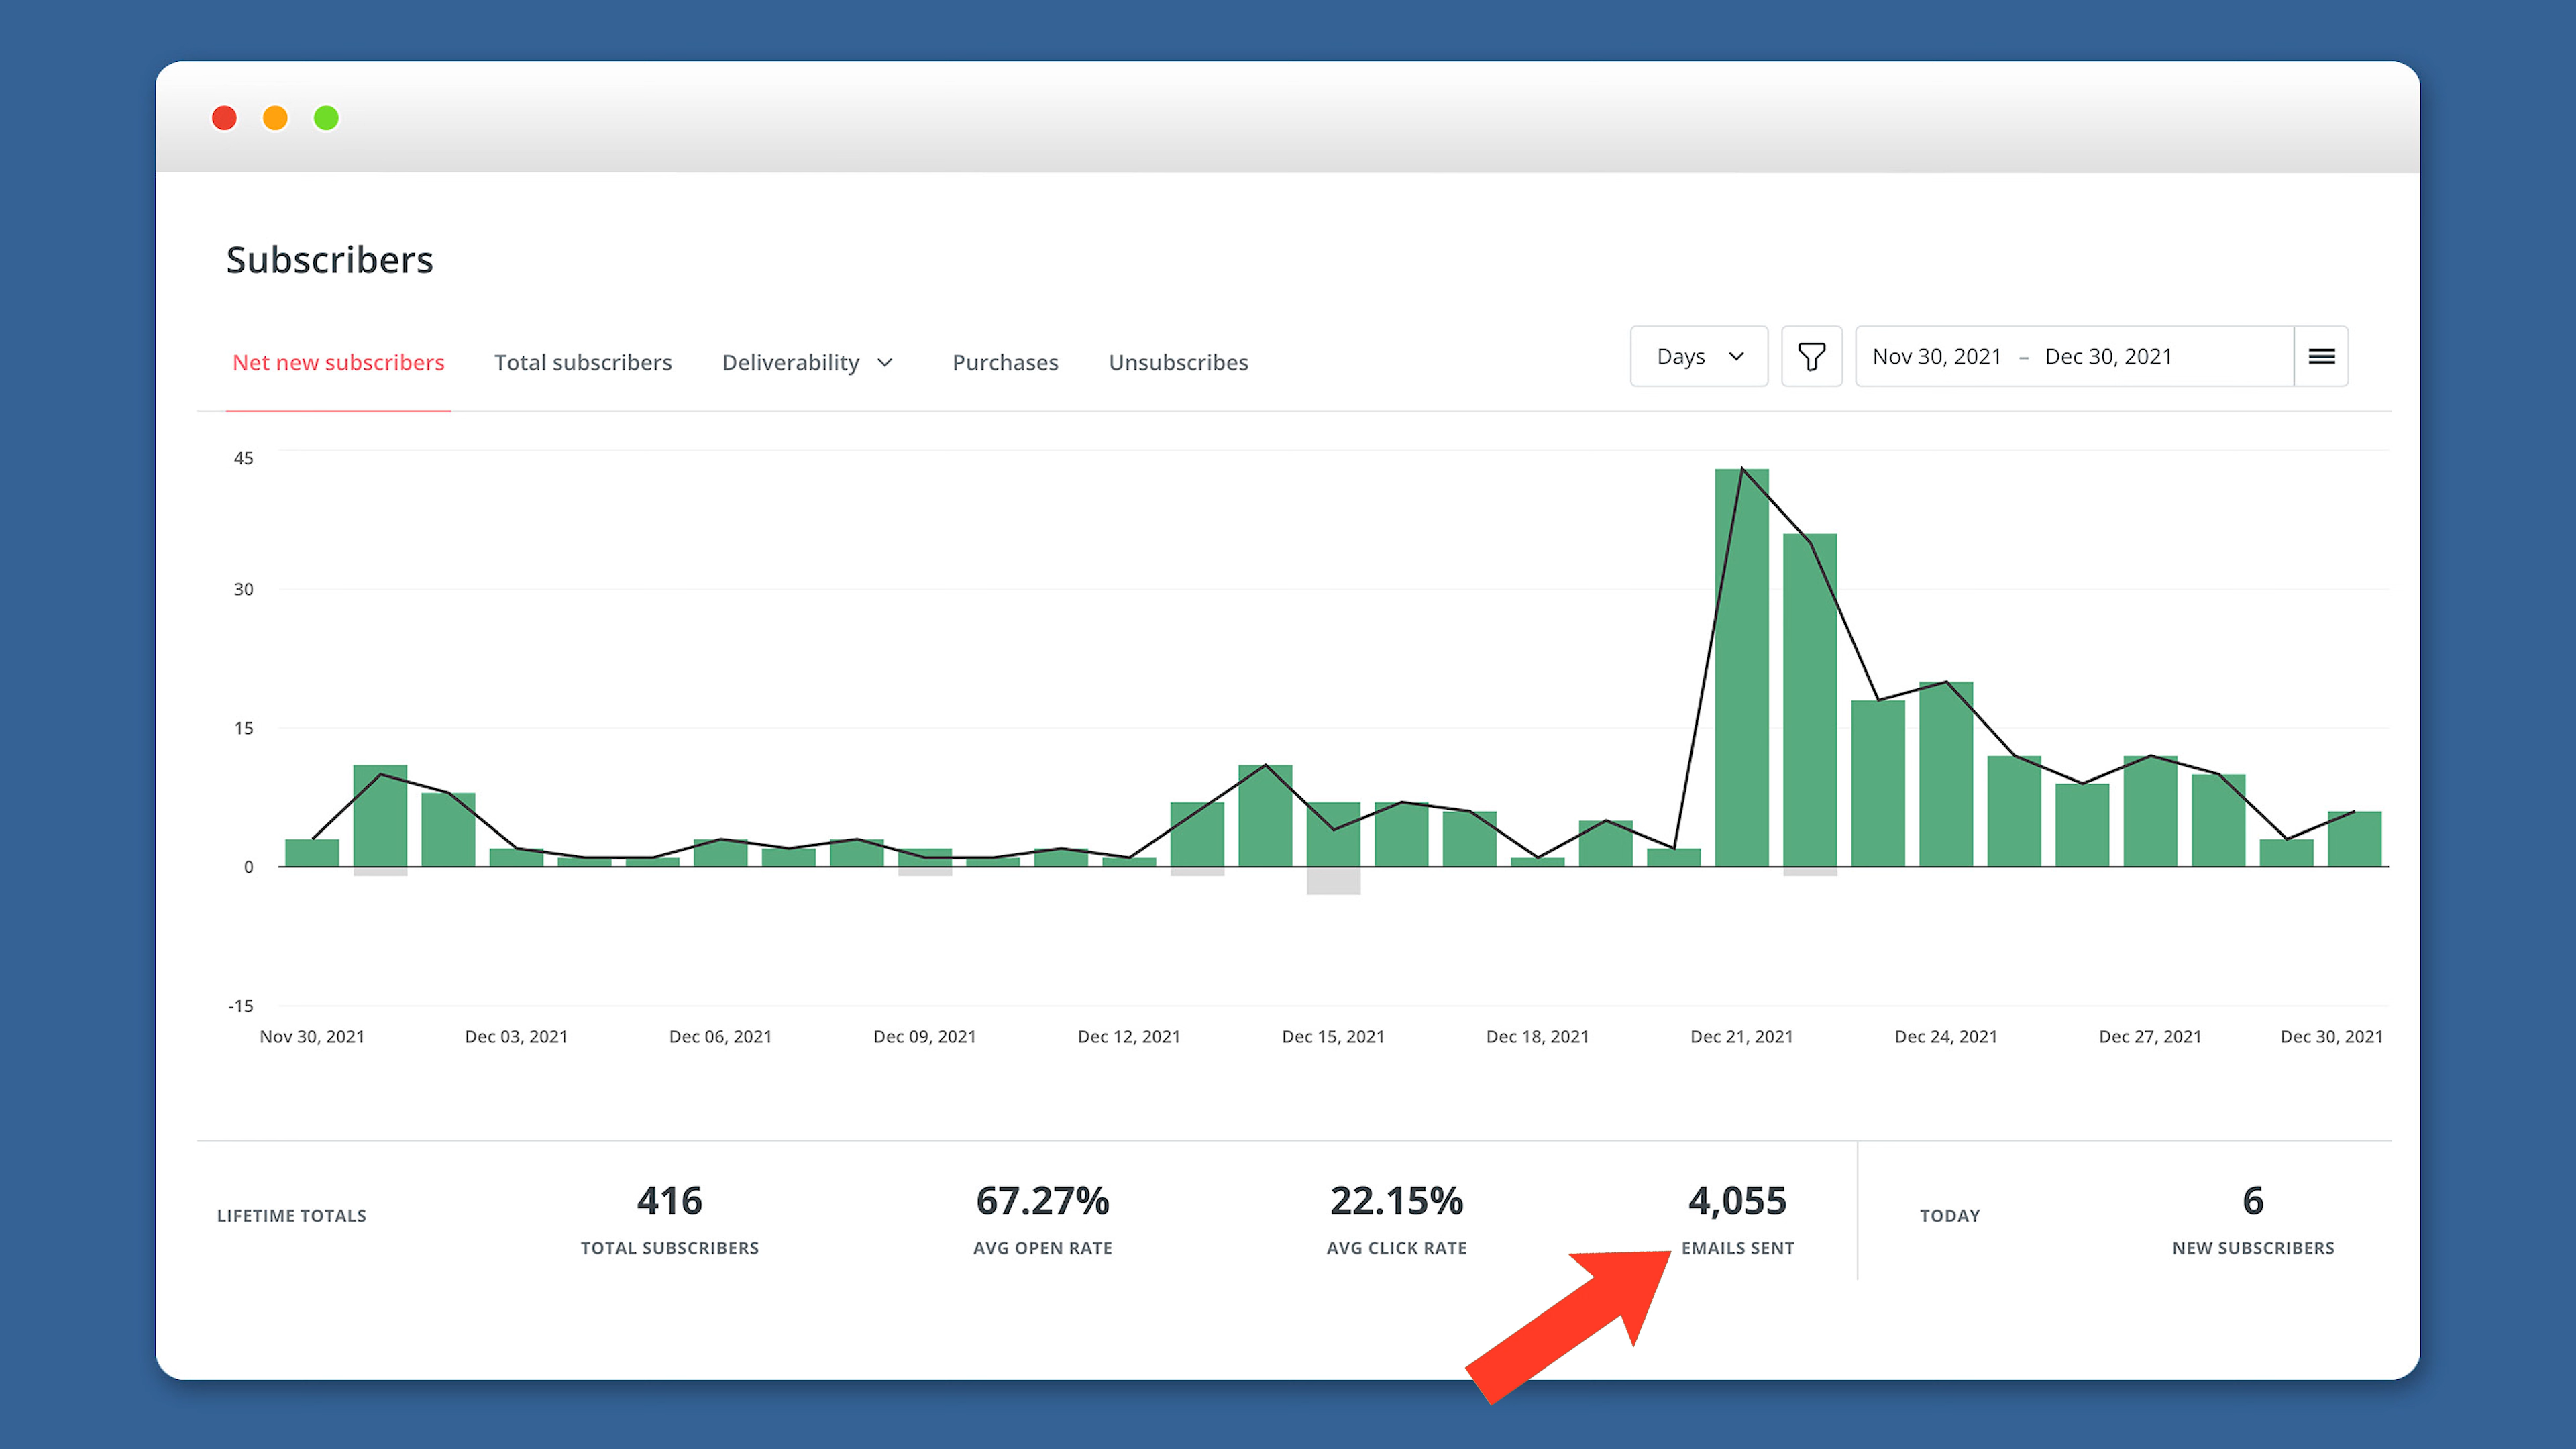 Subscribers
Net new subscribers Total subscribers Deliverability Purchases Unsubscribes Days Nov 30, 2021 – Dec 30, 2021
45
30
15
0
-15
Nov 30, 2021 Dec 03, 2021 Dec 06, 2021 Dec 09, 2021 Dec 12, 2021 Dec 15, 2021 Dec 18, 2021 Dec 21, 2021 Dec 24, 2021 Dec 27, 2021 Dec 30, 2021
LIFETIME TOTALS
416
TOTAL SUBSCRIBERS
67.27%
AVG OPEN RATE
22.15%
AVG CLICK RATE
4,055
EMAILS SENT
TODAY
6
NEW SUBSCRIBERS